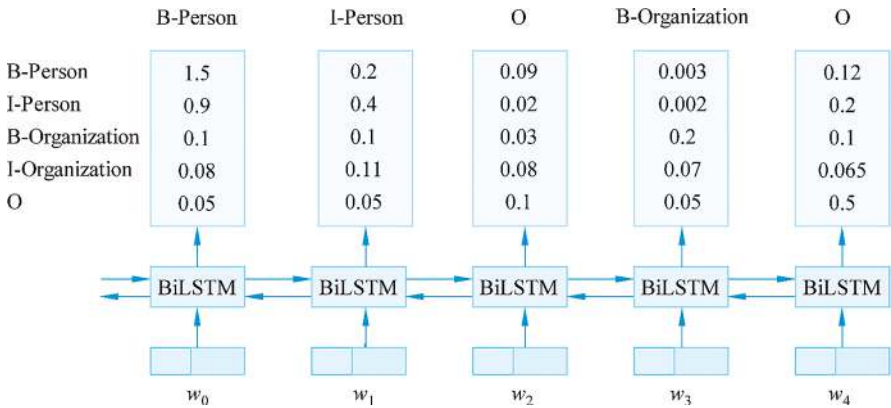 B-Person I-Person O B-Organization O
B-Person 1.5 0.2 0.09 0.003 0.12
I-Person 0.9 0.4 0.02 0.002 0.2
B-Organization 0.1 0.1 0.03 0.2 0.1
I-Organization 0.08 0.11 0.08 0.07 0.065
O 0.05 0.05 0.1 0.05 0.5
BiLSTM BiLSTM BiLSTM BiLSTM BiLSTM
w₀ w₁ w₂ w₃ w₄